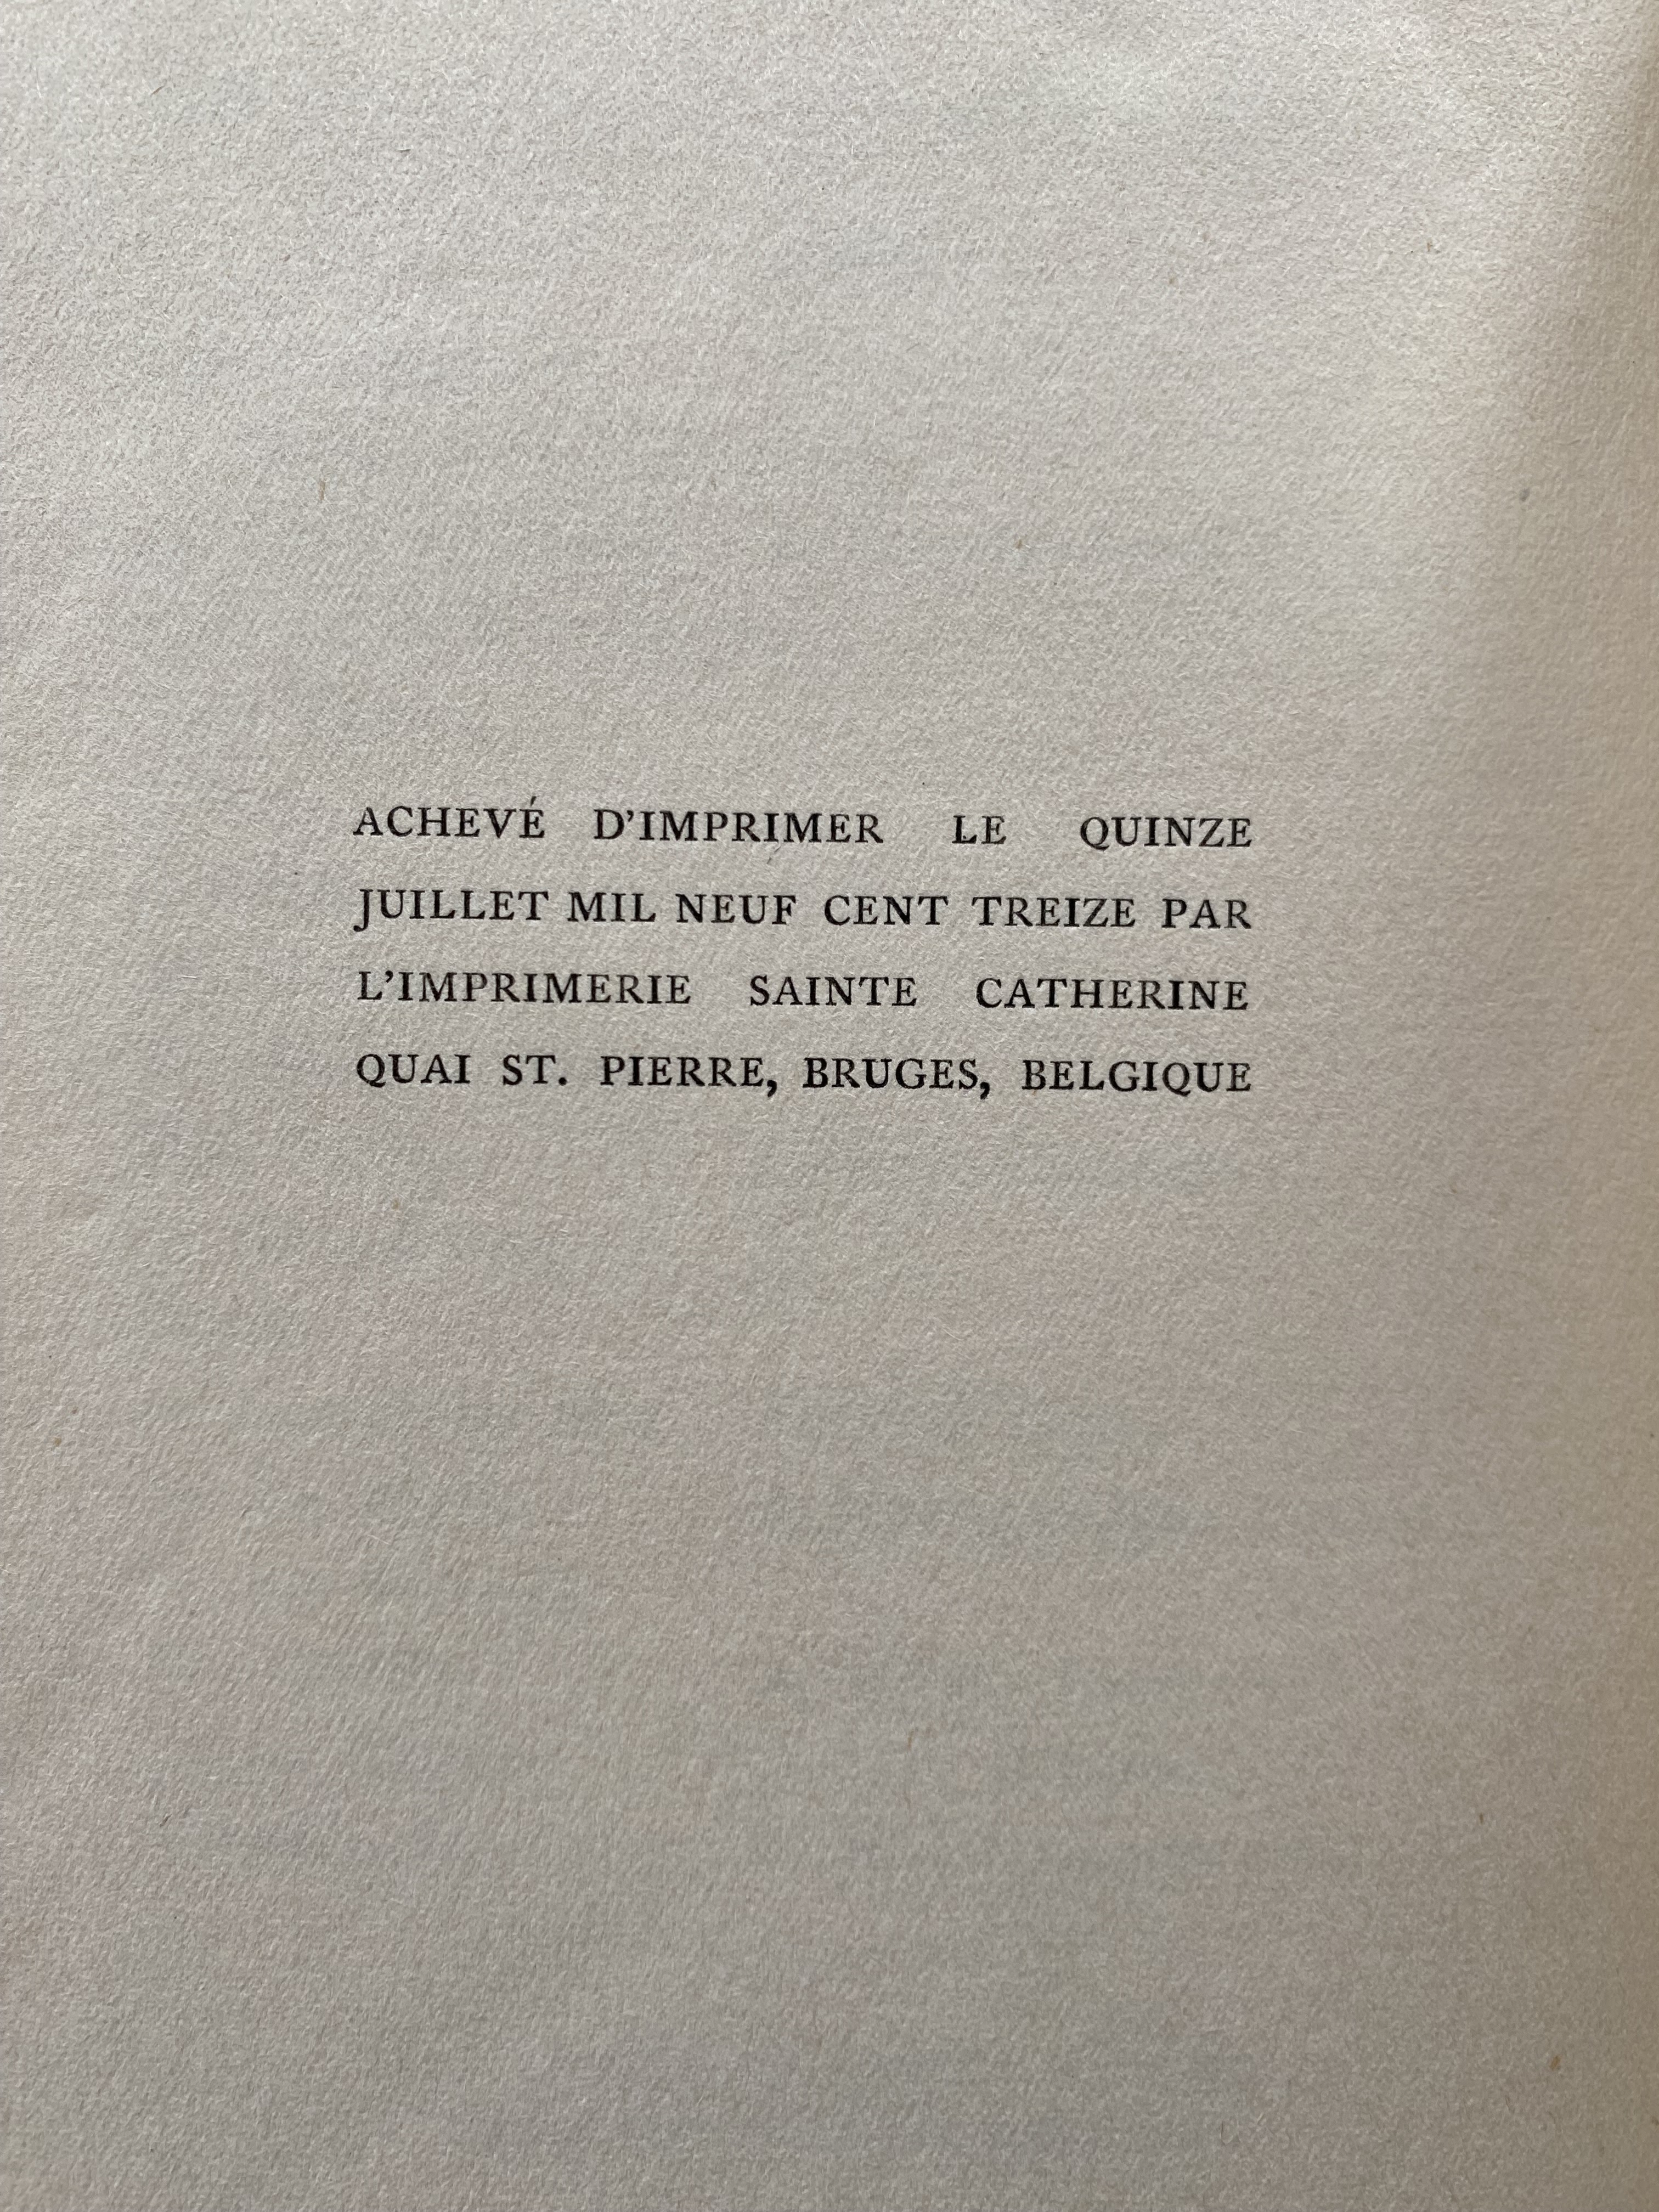 ACHEVÉ D'IMPRIMER LE QUINZE
JUILLET MIL NEUF CENT TREIZE PAR
L'IMPRIMERIE SAINTE CATHERINE
QUAI ST. PIERRE, BRUGES, BELGIQUE